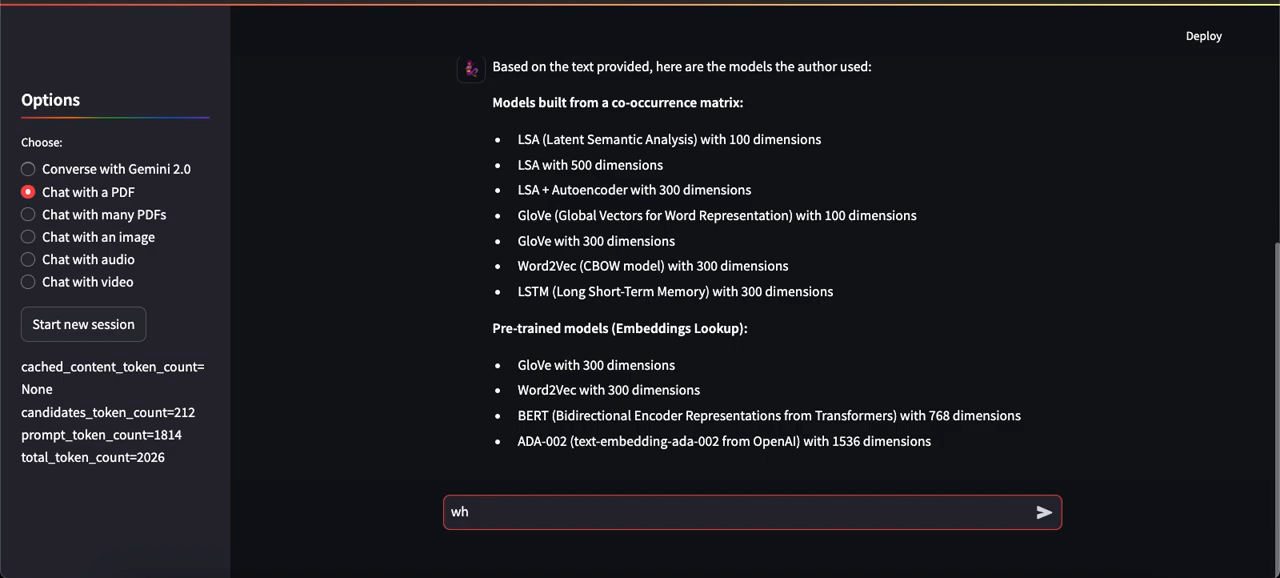 Deploy
Options
Choose:
Converse with Gemini 2.0
Chat with a PDF
Chat with many PDFs
Chat with an image
Chat with audio
Chat with video
Start new session
cached_content_token_count=
None
candidates_token_count=212
prompt_token_count=1814
total_token_count=2026
Based on the text provided, here are the models the author used:
Models built from a co-occurrence matrix:
• LSA (Latent Semantic Analysis) with 100 dimensions
• LSA with 500 dimensions
• LSA + Autoencoder with 300 dimensions
• GloVe (Global Vectors for Word Representation) with 100 dimensions
• GloVe with 300 dimensions
• Word2Vec (CBOW model) with 300 dimensions
• LSTM (Long Short-Term Memory) with 300 dimensions
Pre-trained models (Embeddings Lookup):
• GloVe with 300 dimensions
• Word2Vec with 300 dimensions
• BERT (Bidirectional Encoder Representations from Transformers) with 768 dimensions
• ADA-002 (text-embedding-ada-002 from OpenAI) with 1536 dimensions
wh